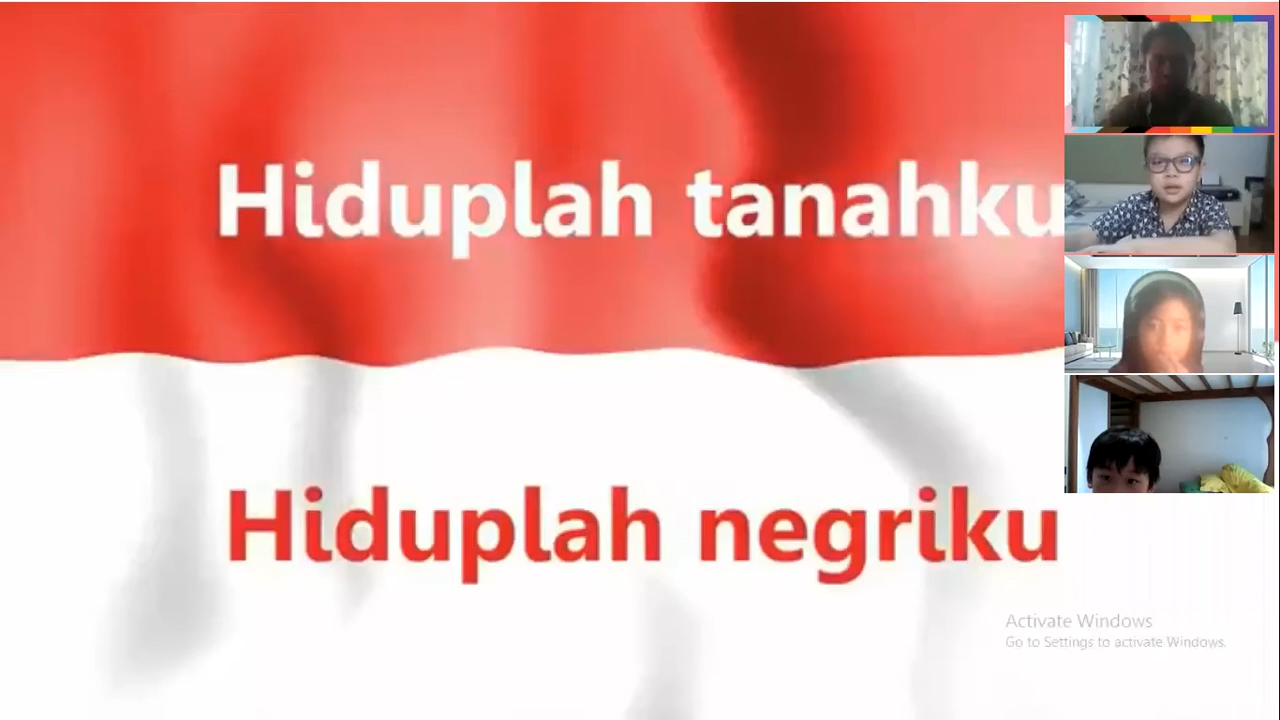 Hiduplah tanahku
Hiduplah negriku
Activate Windows
Go to Settings to activate Windows.